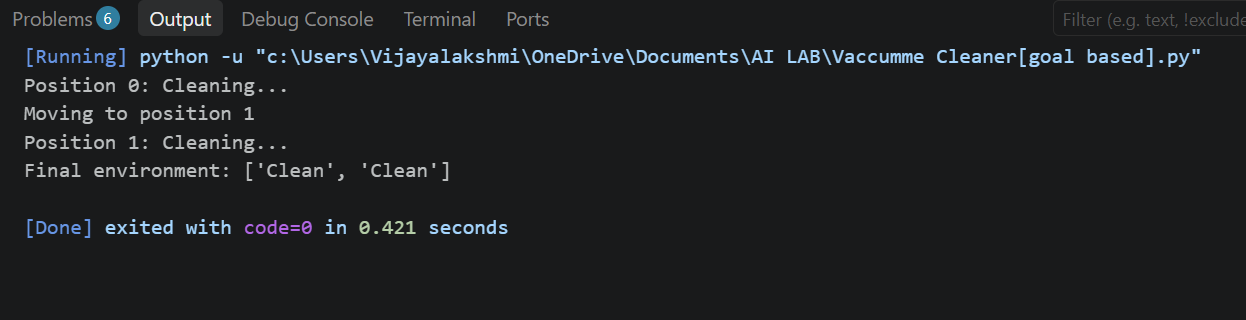 Problems 6 Output Debug Console Terminal Ports Filter (e.g. text, !exclude
[Running] python -u "c:\Users\Vijayalakshmi\OneDrive\Documents\AI LAB\Vaccumme Cleaner[goal based].py"
Position 0: Cleaning...
Moving to position 1
Position 1: Cleaning...
Final environment: ['Clean', 'Clean']
[Done] exited with code=0 in 0.421 seconds